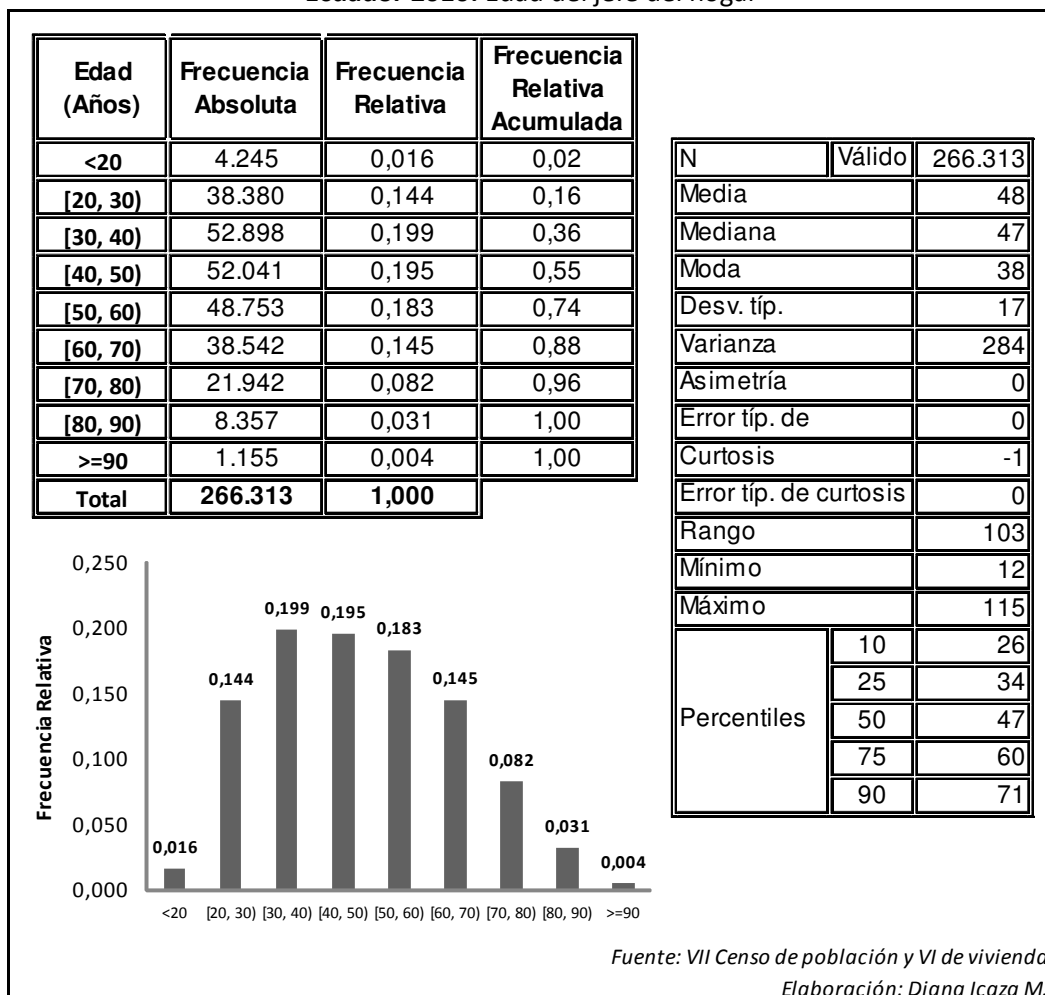 Edad (Años) Frecuencia Absoluta Frecuencia Relativa Frecuencia Relativa Acumulada
<20 4.245 0,016 0,02
[20, 30) 38.380 0,144 0,16
[30, 40) 52.898 0,199 0,36
[40, 50) 52.041 0,195 0,55
[50, 60) 48.753 0,183 0,74
[60, 70) 38.542 0,145 0,88
[70, 80) 21.942 0,082 0,96
[80, 90) 8.357 0,031 1,00
>=90 1.155 0,004 1,00
Total 266.313 1,000
N Válido 266.313
Media 48
Mediana 47
Moda 38
Desv. típ. 17
Varianza 284
Asimetría 0
Error típ. de 0
Curtosis -1
Error típ. de curtosis 0
Rango 103
Mínimo 12
Máximo 115
Percentiles
10 26
25 34
50 47
75 60
90 71
Frecuencia Relativa
0,250
0,200
0,150
0,100
0,050
0,000
0,016
0,144
0,199
0,195
0,183
0,145
0,082
0,031
0,004
<20 [20, 30) [30, 40) [40, 50) [50, 60) [60, 70) [70, 80) [80, 90) >=90
Fuente: VII Censo de población y VI de vivienda
Elaboración: Diana Icaza M.